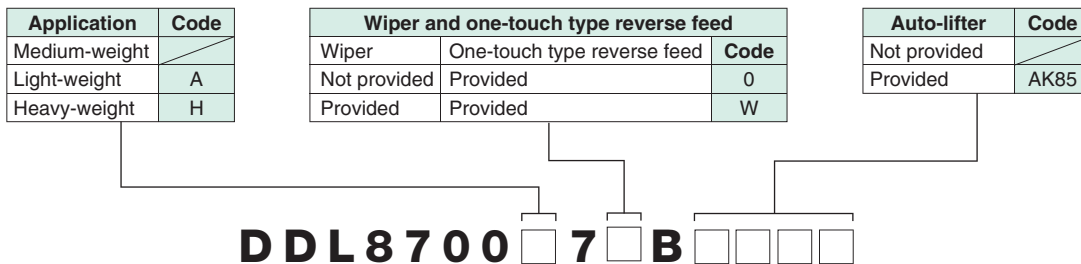 Application Code
Medium-weight
Light-weight A
Heavy-weight H
Wiper and one-touch type reverse feed
Wiper One-touch type reverse feed Code
Not provided Provided 0
Provided Provided W
Auto-lifter Code
Not provided
Provided AK85
DDL8700□7□B□□□□